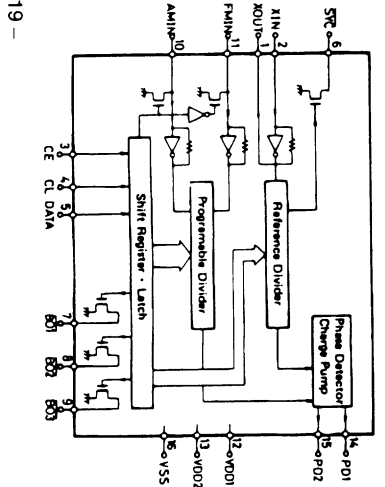 SYC
6
XIN
2
XOUT
1
FMIN
11
AMIN
10
Reference Divider
Phase Detector
Charge Pump
14
PD1
15
PD2
Programable Divider
12
VDD1
13
VDD2
16
VSS
Shift Register · Latch
3
CE
4
CL
5
DATA
7
BO1
8
BO2
9
BO3
19 –